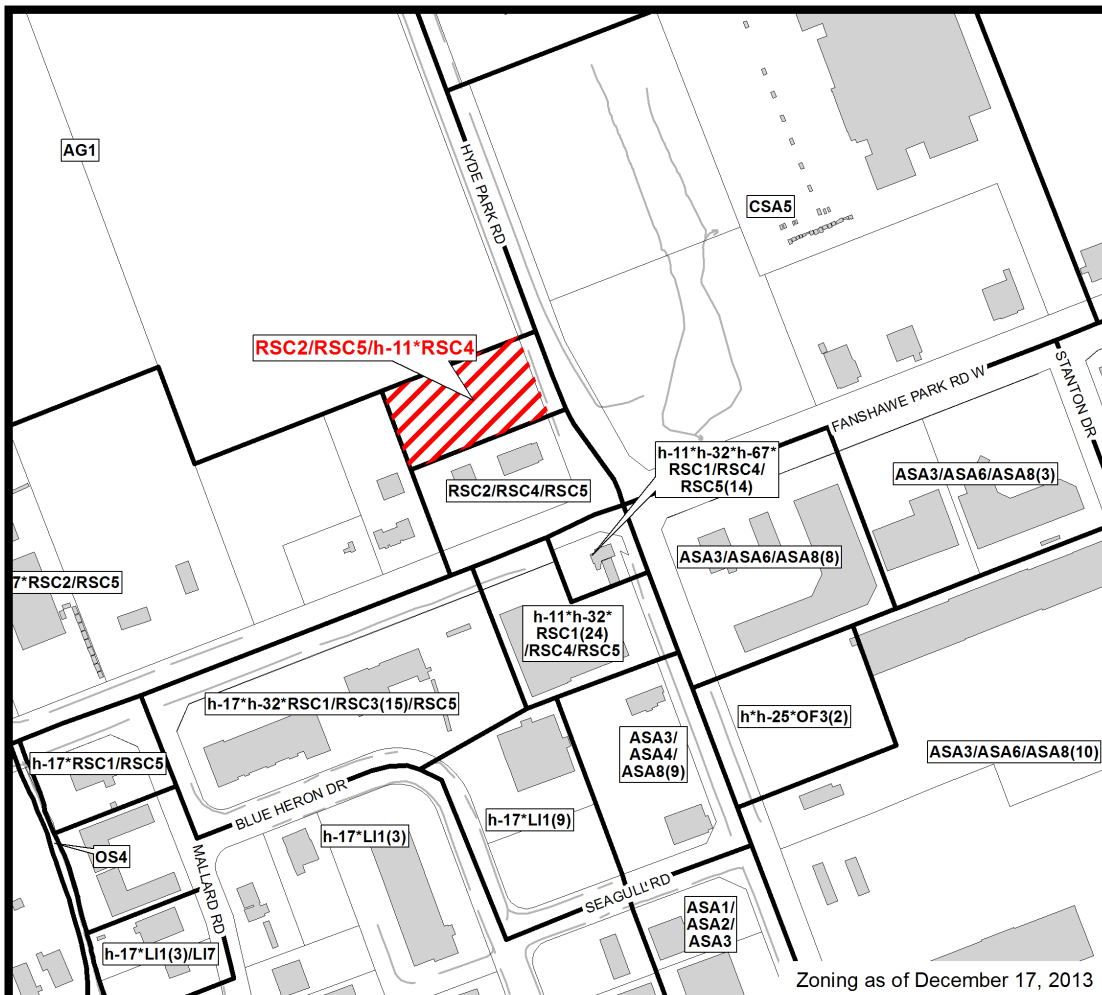 AG1
HYDE PARK RD
CSA5
RSC2/RSC5/h-11*RSC4
STANTON DR
FANSHAWE PARK RD W
h-11*h-32*h-67*
RSC1/RSC4/
RSC5(14)
ASA3/ASA6/ASA8(3)
RSC2/RSC4/RSC5
ASA3/ASA6/ASA8(8)
7*RSC2/RSC5
h-11*h-32*
RSC1(24)
/RSC4/RSC5
h-17*h-32*RSC1/RSC3(15)/RSC5
h*h-25*OF3(2)
ASA3/
ASA4/
ASA8(9)
ASA3/ASA6/ASA8(10)
h-17*RSC1/RSC5
BLUE HERON DR
h-17*LI1(9)
h-17*LI1(3)
OS4
MALLARD RD
SEAGULL RD
ASA1/
ASA2/
ASA3
h-17*LI1(3)/LI7
Zoning as of December 17, 2013